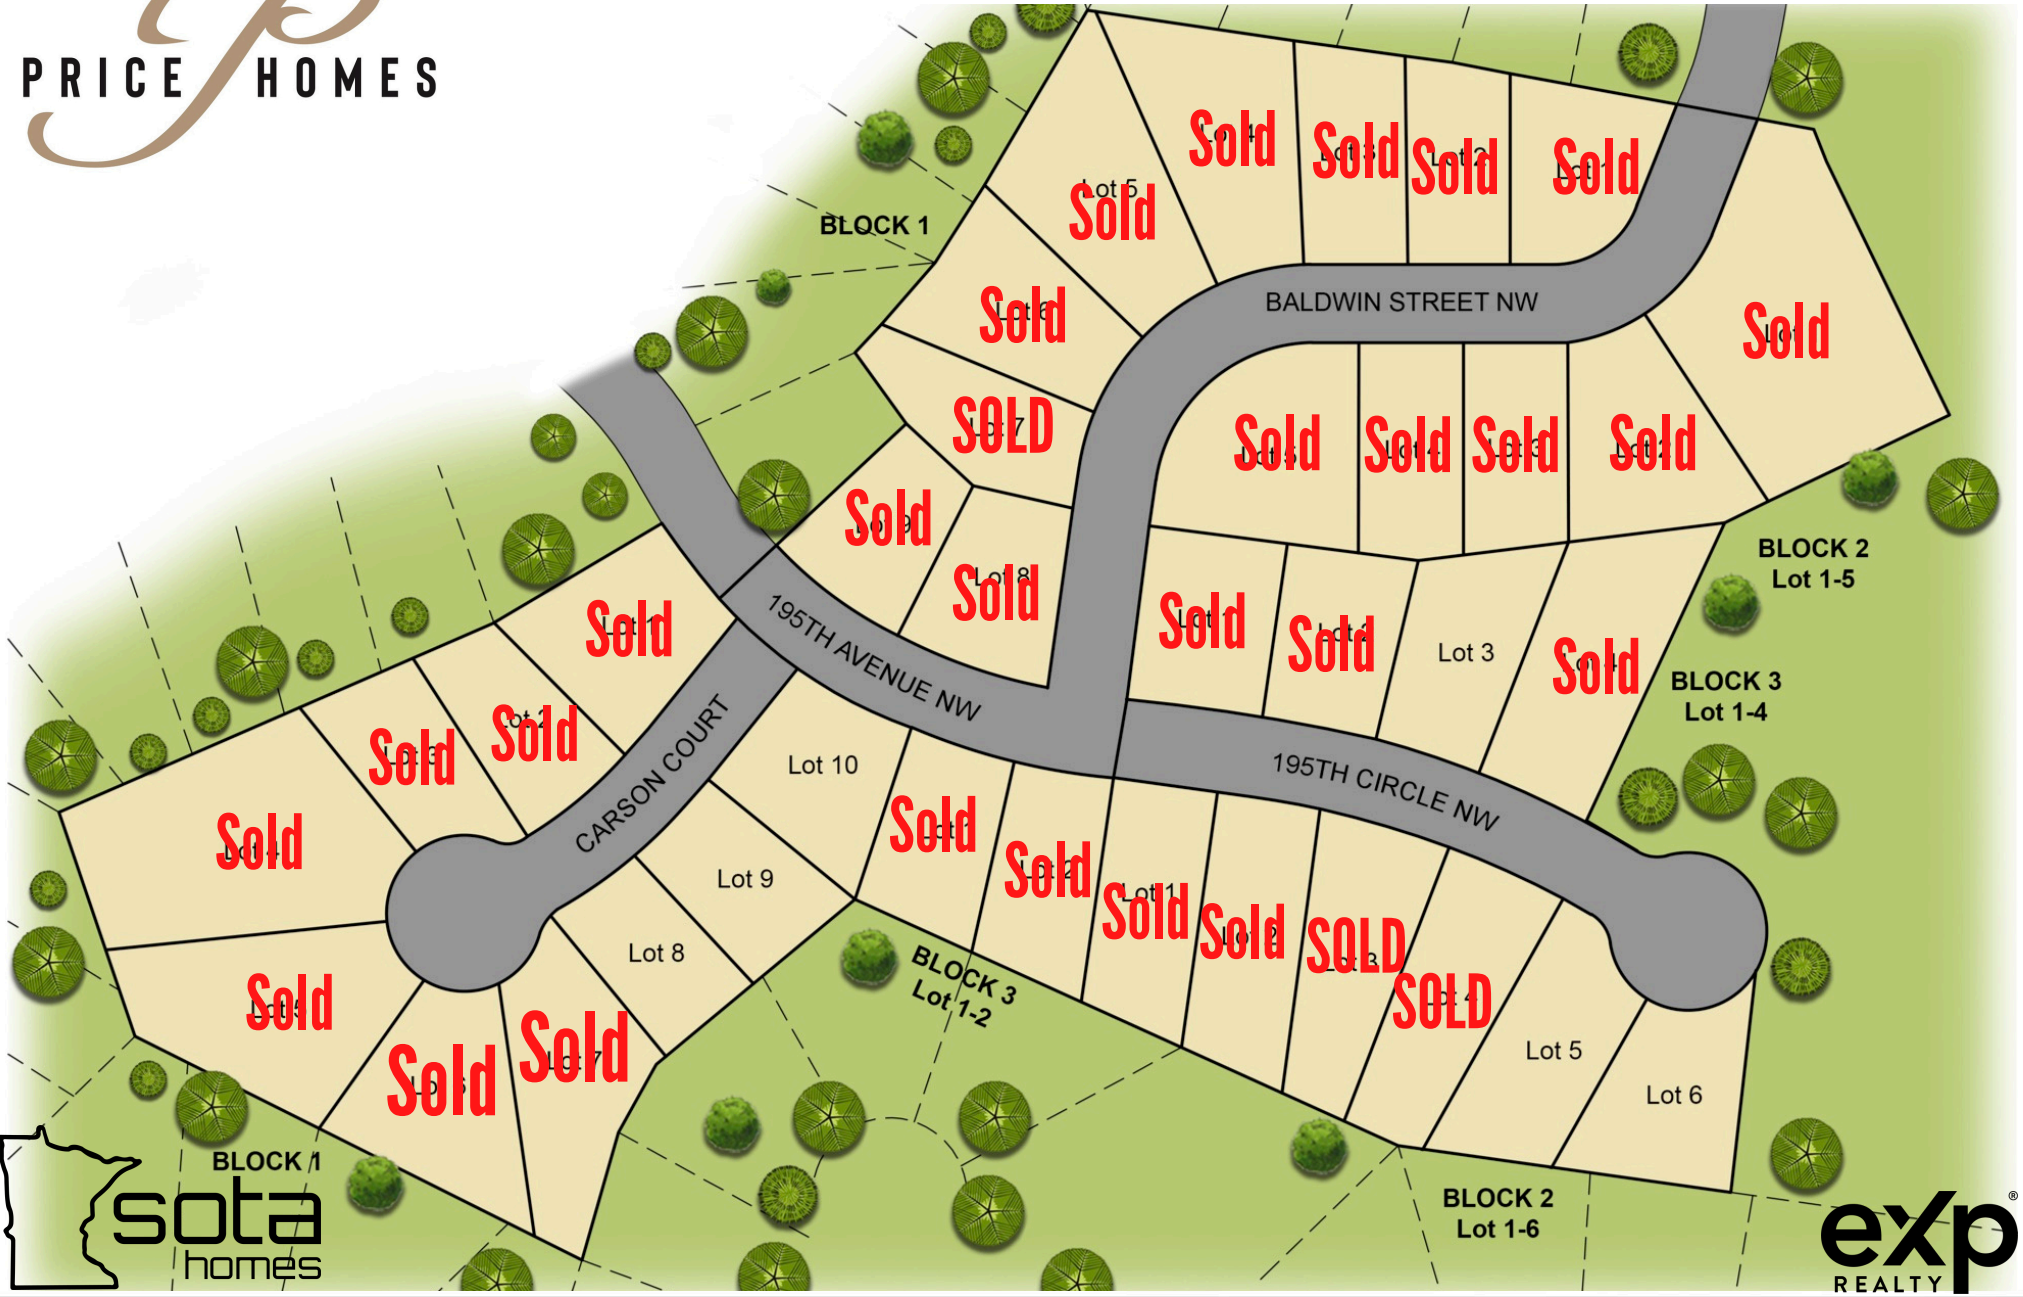 PRICE HOMES
Sold
Sold
Sold
Sold
Lot 5
Sold
BLOCK 1
Sold
BALDWIN STREET NW
Sold
SOLD
Sold
Sold
Sold
Sold
Sold
Lot 8
Sold
BLOCK 2
Lot 1-5
195TH AVENUE NW
Sold
Sold
Sold
Lot 3
Sold
BLOCK 3
Lot 1-4
CARSON COURT
Sold
Sold
Lot 10
195TH CIRCLE NW
Sold
Sold
Sold
Lot 9
Lot 1
Sold
Sold
SOLD
Lot 8
SOLD
BLOCK 3
Lot 1-2
Sold
Sold
Sold
Lot 5
Lot 6
BLOCK 1
sota
homes
BLOCK 2
Lot 1-6
exp®
REALTY